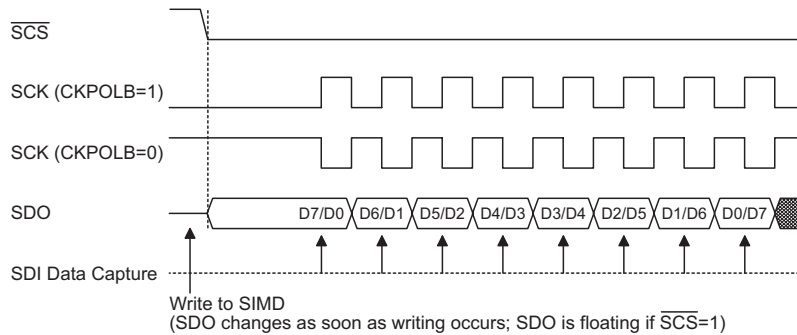 SCS
SCK (CKPOLB=1)
SCK (CKPOLB=0)
SDO
D7/D0 D6/D1 D5/D2 D4/D3 D3/D4 D2/D5 D1/D6 D0/D7
SDI Data Capture
Write to SIMD
(SDO changes as soon as writing occurs; SDO is floating if SCS=1)